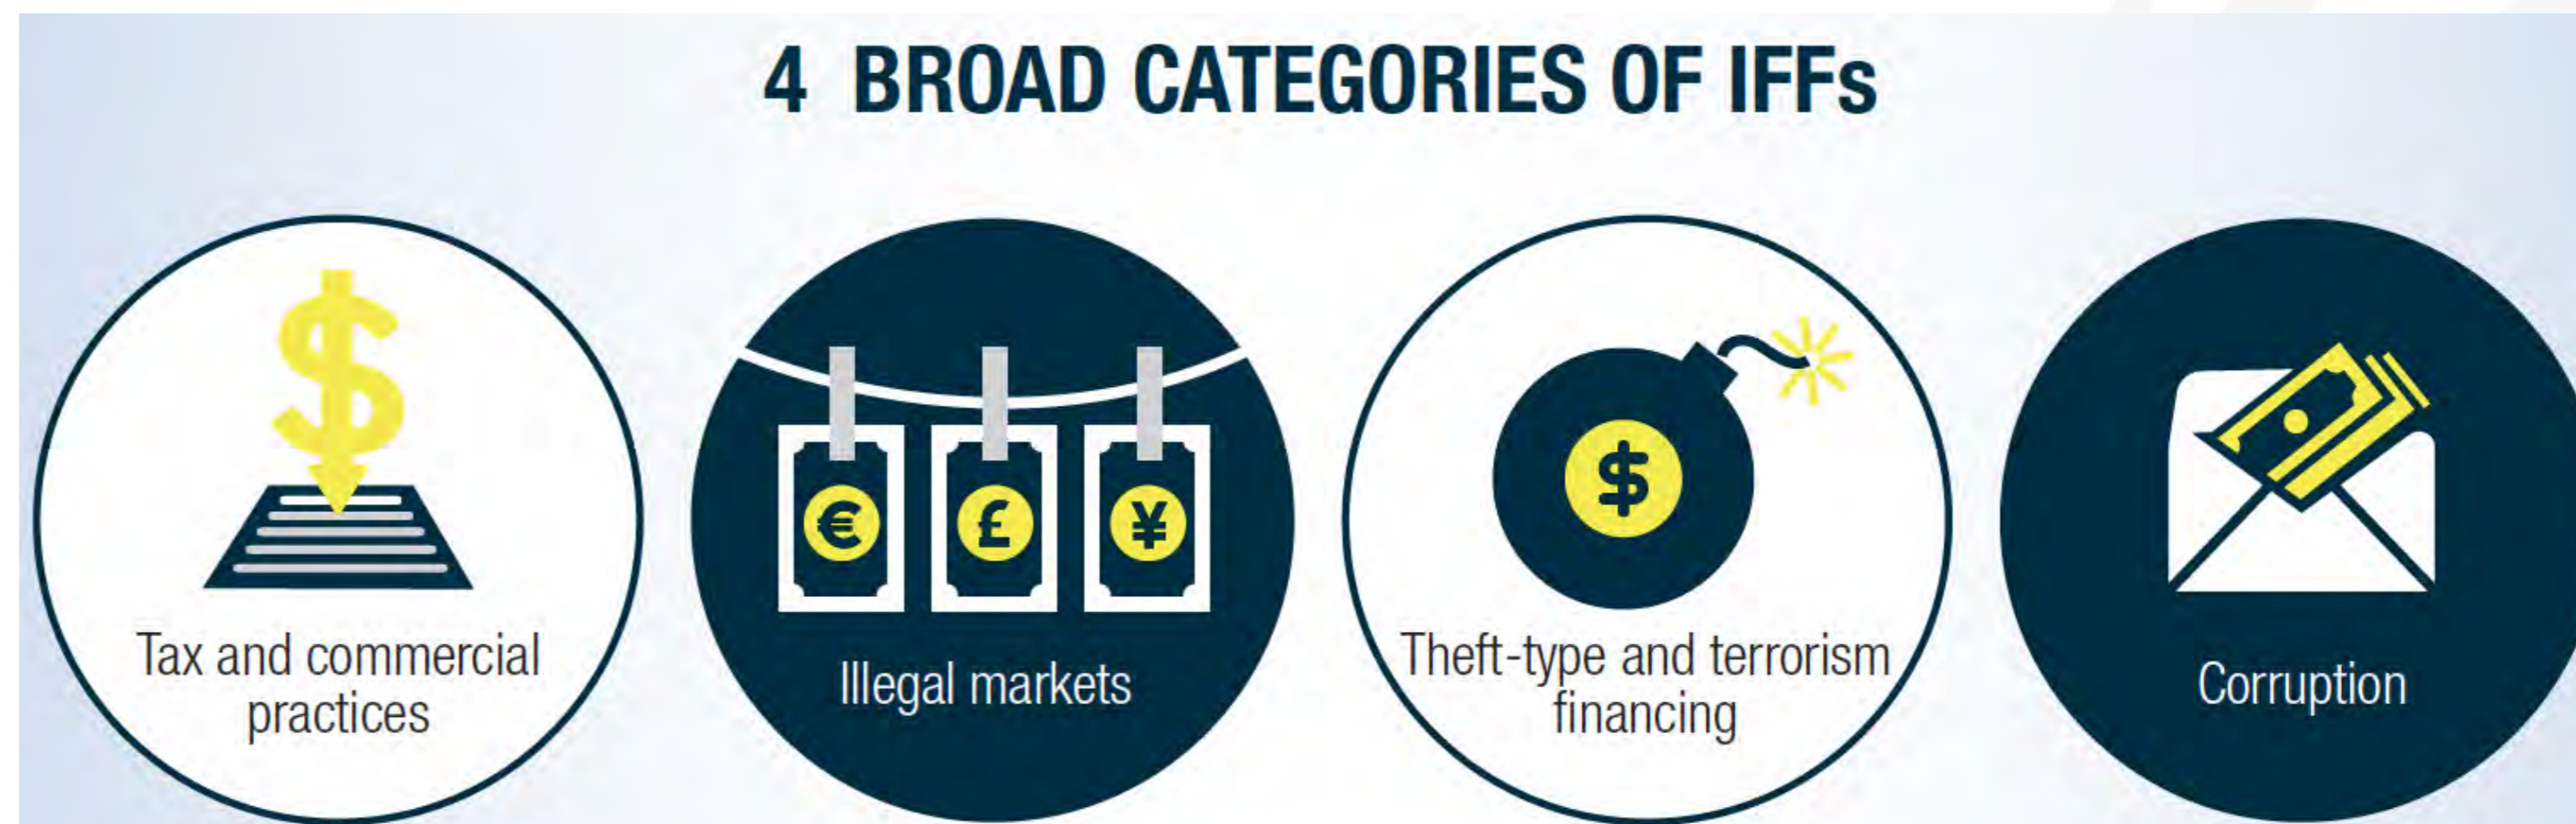 4 BROAD CATEGORIES OF IFFs
$
Tax and commercial
practices
€ £ ¥
Illegal markets
$
Theft-type and terrorism
financing
Corruption